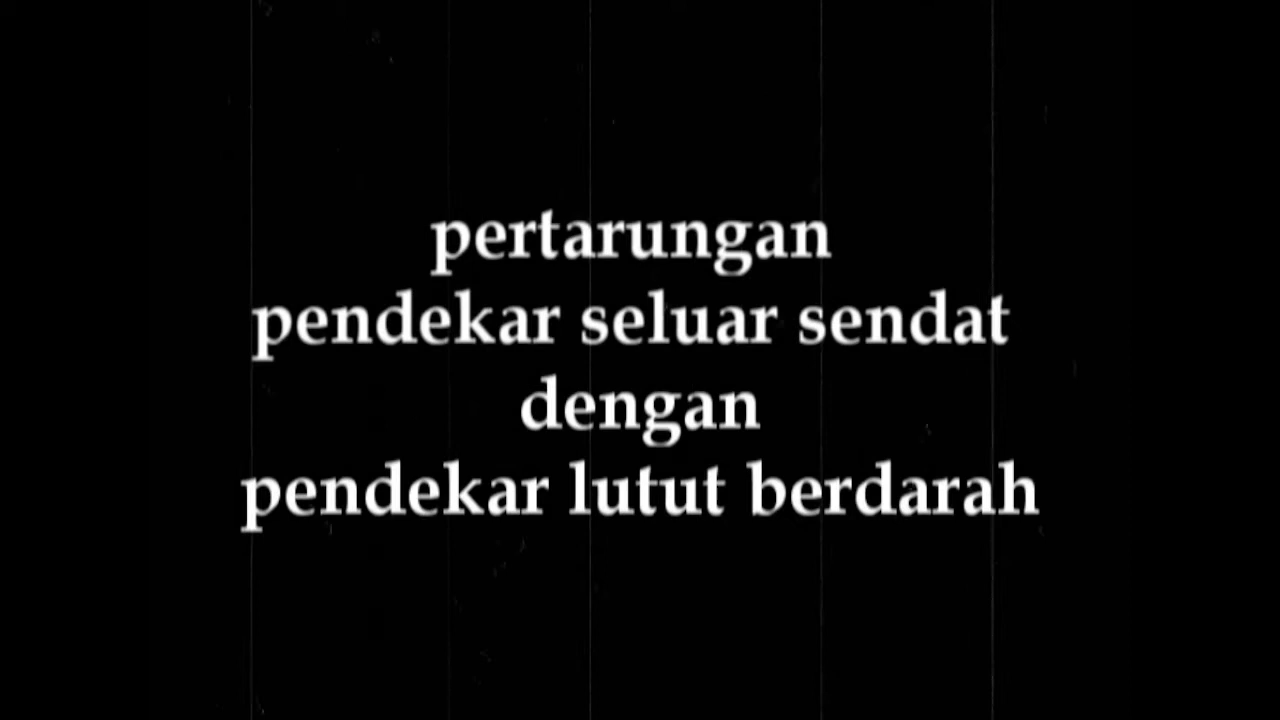 pertarungan
pendekar seluar sendat
dengan
pendekar lutut berdarah